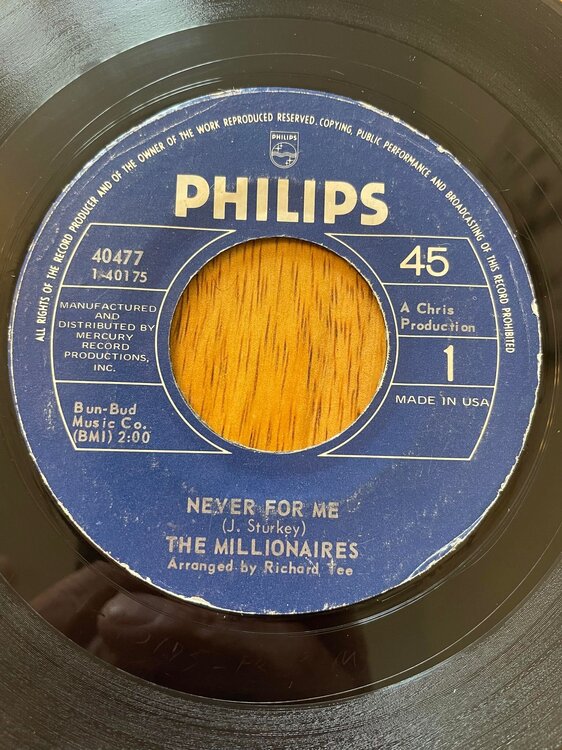 ALL RIGHTS OF THE RECORD PRODUCER AND OF THE OWNER OF THE WORK REPRODUCED RESERVED. COPYING, PUBLIC PERFORMANCE AND BROADCASTING OF THIS RECORD PROHIBITED
PHILIPS
PHILIPS
40477
1-40175
MANUFACTURED
AND
DISTRIBUTED BY
MERCURY
RECORD
PRODUCTIONS,
INC.
Bun-Bud
Music Co.
(BMI) 2:00
45
A Chris
Production
1
MADE IN USA
NEVER FOR ME
(J. Sturkey)
THE MILLIONAIRES
Arranged by Richard Tee